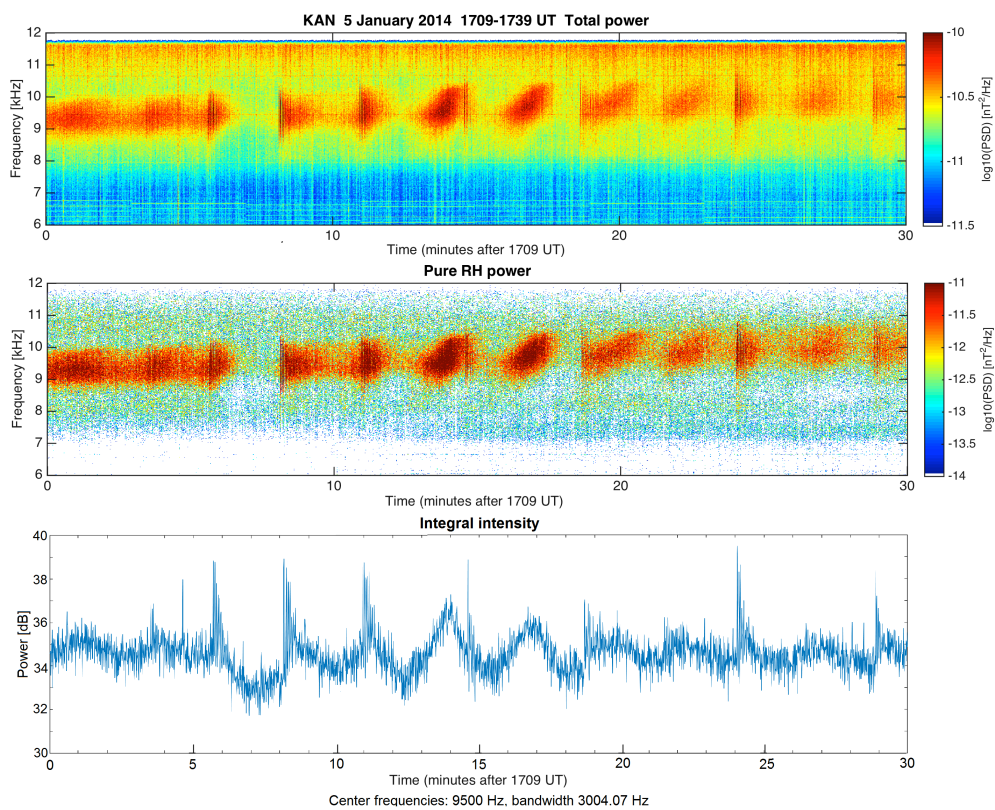 KAN 5 January 2014 1709-1739 UT Total power
12
11
10
9
8
7
6
Frequency [kHz]
0 10 20 30
Time (minutes after 1709 UT)
-10
-10.5
-11
-11.5
log10(PSD) [nT²/Hz]
Pure RH power
12
11
10
9
8
7
6
Frequency [kHz]
0 10 20 30
Time (minutes after 1709 UT)
-11
-11.5
-12
-12.5
-13
-13.5
-14
log10(PSD) [nT²/Hz]
Integral intensity
40
38
36
34
32
30
Power [dB]
0 5 10 15 20 25 30
Time (minutes after 1709 UT)
Center frequencies: 9500 Hz, bandwidth 3004.07 Hz